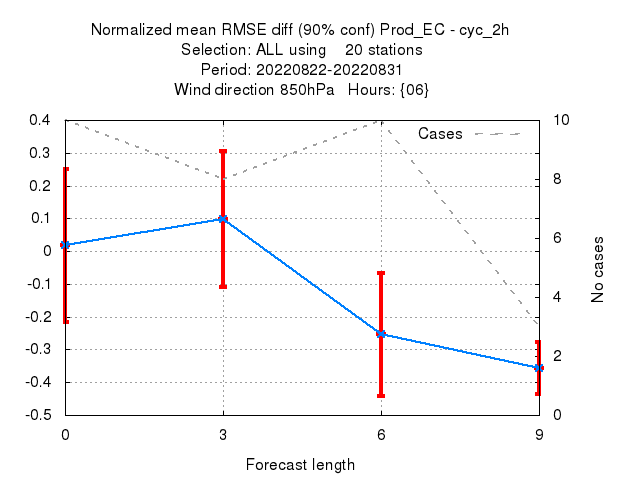 Normalized mean RMSE diff (90% conf) Prod_EC - cyc_2h
Selection: ALL using    20 stations
Period: 20220822-20220831
Wind direction 850hPa   Hours: {06}
0.4
0.3
0.2
0.1
0
-0.1
-0.2
-0.3
-0.4
-0.5
Cases
10
8
6
4
2
0
No cases
0 3 6 9
Forecast length